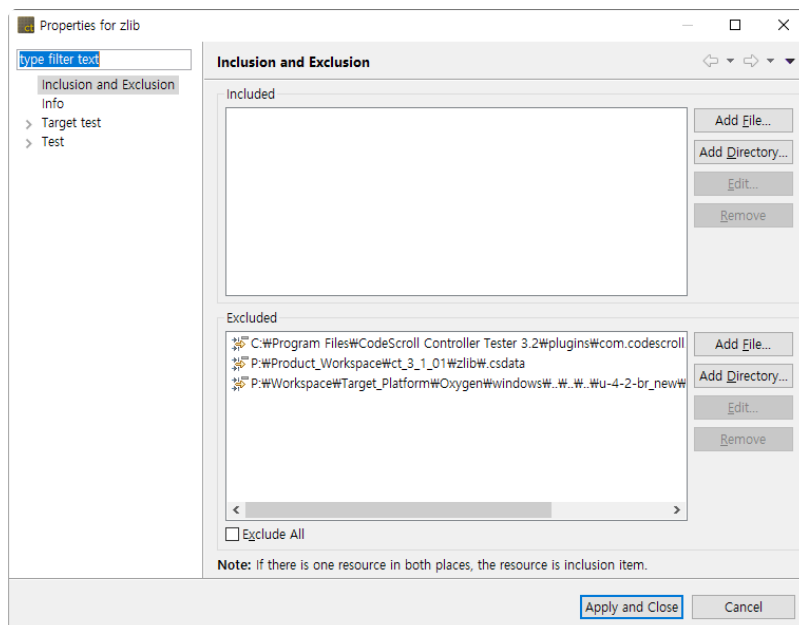 Properties for zlib
type filter text
Inclusion and Exclusion
Info
Target test
Test
Inclusion and Exclusion
Included
Add File...
Add Directory...
Edit...
Remove
Excluded
C:₩Program Files₩CodeScroll Controller Tester 3.2₩plugins₩com.codescroll
P:₩Product_Workspace₩ct_3_1_01₩zlib₩.csdata
P:₩Workspace₩Target_Platform₩Oxygen₩windows₩..₩..₩..₩u-4-2-br_new₩
Add File...
Add Directory...
Edit...
Remove
Exclude All
Note: If there is one resource in both places, the resource is inclusion item.
Apply and Close
Cancel